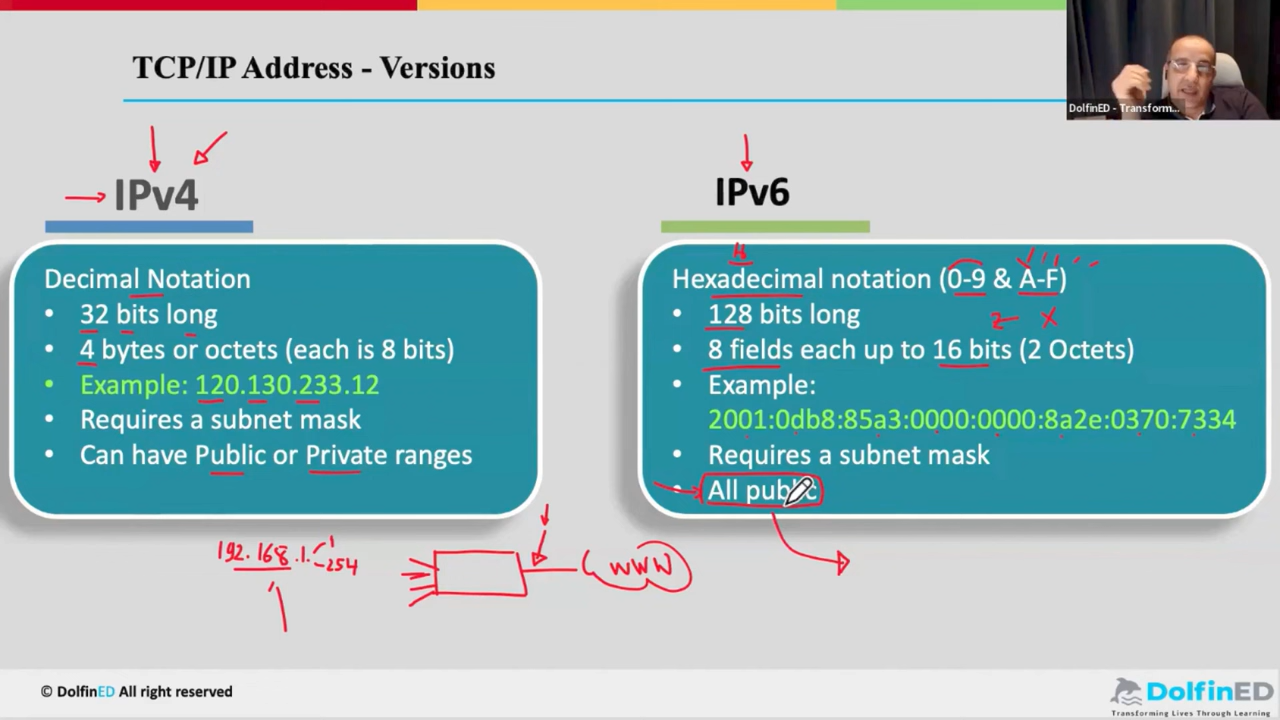 TCP/IP Address - Versions
DolfinED - Transform...
IPv4
Decimal Notation
• 32 bits long
• 4 bytes or octets (each is 8 bits)
• Example: 120.130.233.12
• Requires a subnet mask
• Can have Public or Private ranges
IPv6
H
Hexadecimal notation (0-9 & A-F)
• 128 bits long
Z X
• 8 fields each up to 16 bits (2 Octets)
• Example:
2001:0db8:85a3:0000:0000:8a2e:0370:7334
• Requires a subnet mask
• All public
192.168.1. 1
254
WWW
© DolfinED All right reserved
DolfinED
Transforming Lives Through Learning